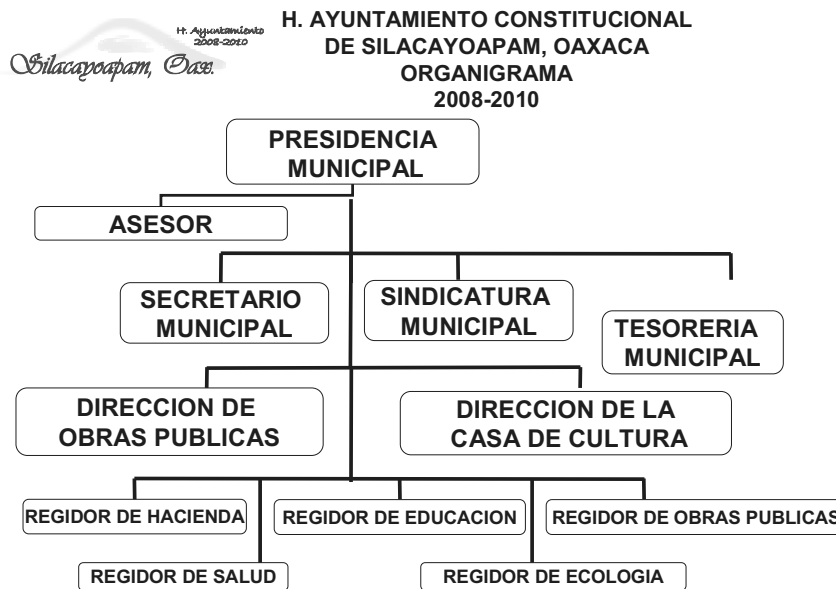 H. Ayuntamiento
2008-2010
Silacayoapam, Oax.
H. AYUNTAMIENTO CONSTITUCIONAL
DE SILACAYOAPAM, OAXACA
ORGANIGRAMA
2008-2010
PRESIDENCIA
MUNICIPAL
ASESOR
SECRETARIO
MUNICIPAL
SINDICATURA
MUNICIPAL
TESORERIA
MUNICIPAL
DIRECCION DE
OBRAS PUBLICAS
DIRECCION DE LA
CASA DE CULTURA
REGIDOR DE HACIENDA
REGIDOR DE EDUCACION
REGIDOR DE OBRAS PUBLICAS
REGIDOR DE SALUD
REGIDOR DE ECOLOGIA